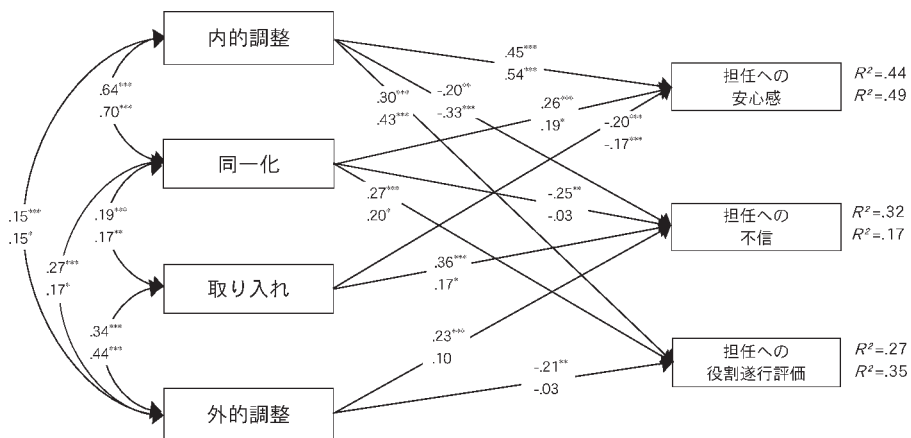 内的調整
同一化
取り入れ
外的調整
担任への
安心感
担任への
不信
担任への
役割遂行評価
R²=.44
R²=.49
R²=.32
R²=.17
R²=.27
R²=.35
.64***
.70***
.19***
.17**
.34***
.44***
.15***
.15*
.27***
.17*
.45***
.54***
-.20**
-.33***
.30***
.43***
.26***
.19*
-.25**
-.03
.27***
.20*
-.20***
-.17***
.36***
.17*
.23***
.10
-.21**
-.03